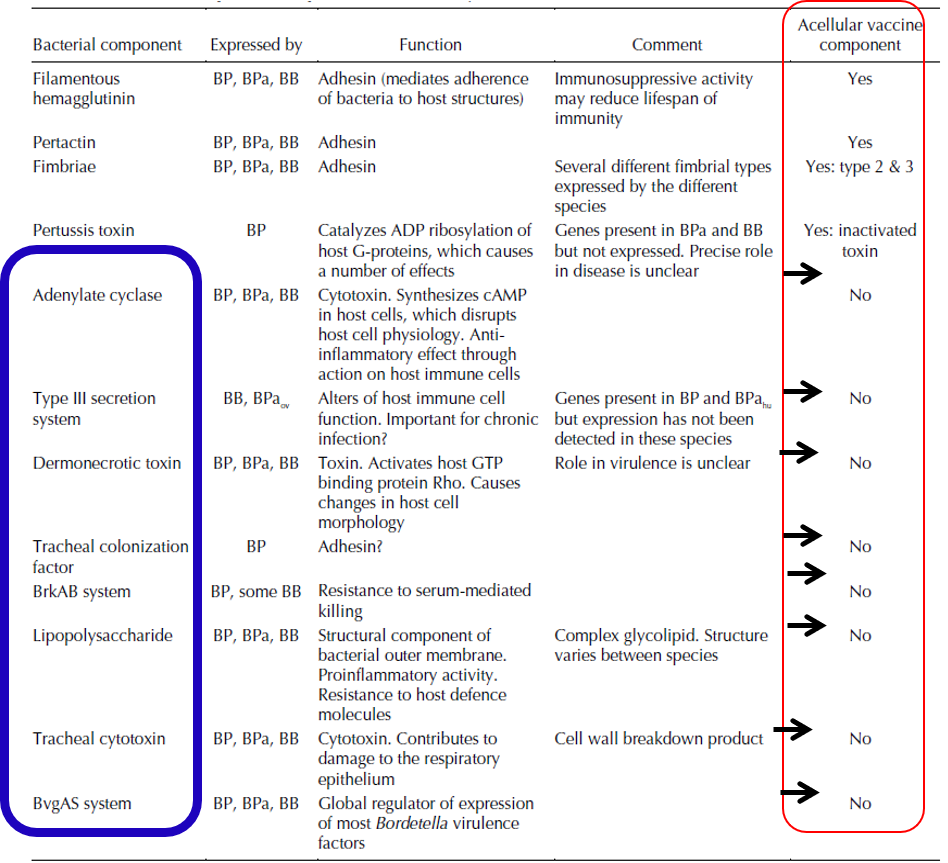 Bacterial component Expressed by Function Comment Acellular vaccine component
Filamentous hemagglutinin BP, BPa, BB Adhesin (mediates adherence of bacteria to host structures) Immunosuppressive activity may reduce lifespan of immunity Yes
Pertactin BP, BPa, BB Adhesin Yes
Fimbriae BP, BPa, BB Adhesin Several different fimbrial types expressed by the different species Yes: type 2 & 3
Pertussis toxin BP Catalyzes ADP ribosylation of host G-proteins, which causes a number of effects Genes present in BPa and BB but not expressed. Precise role in disease is unclear Yes: inactivated toxin
Adenylate cyclase BP, BPa, BB Cytotoxin. Synthesizes cAMP in host cells, which disrupts host cell physiology. Anti-inflammatory effect through action on host immune cells No
Type III secretion system BB, BPaov Alters of host immune cell function. Important for chronic infection? Genes present in BP and BPahu but expression has not been detected in these species No
Dermonecrotic toxin BP, BPa, BB Toxin. Activates host GTP binding protein Rho. Causes changes in host cell morphology Role in virulence is unclear No
Tracheal colonization factor BP Adhesin? No
BrkAB system BP, some BB Resistance to serum-mediated killing No
Lipopolysaccharide BP, BPa, BB Structural component of bacterial outer membrane. Proinflammatory activity. Resistance to host defence molecules Complex glycolipid. Structure varies between species No
Tracheal cytotoxin BP, BPa, BB Cytotoxin. Contributes to damage to the respiratory epithelium Cell wall breakdown product No
BvgAS system BP, BPa, BB Global regulator of expression of most Bordetella virulence factors No